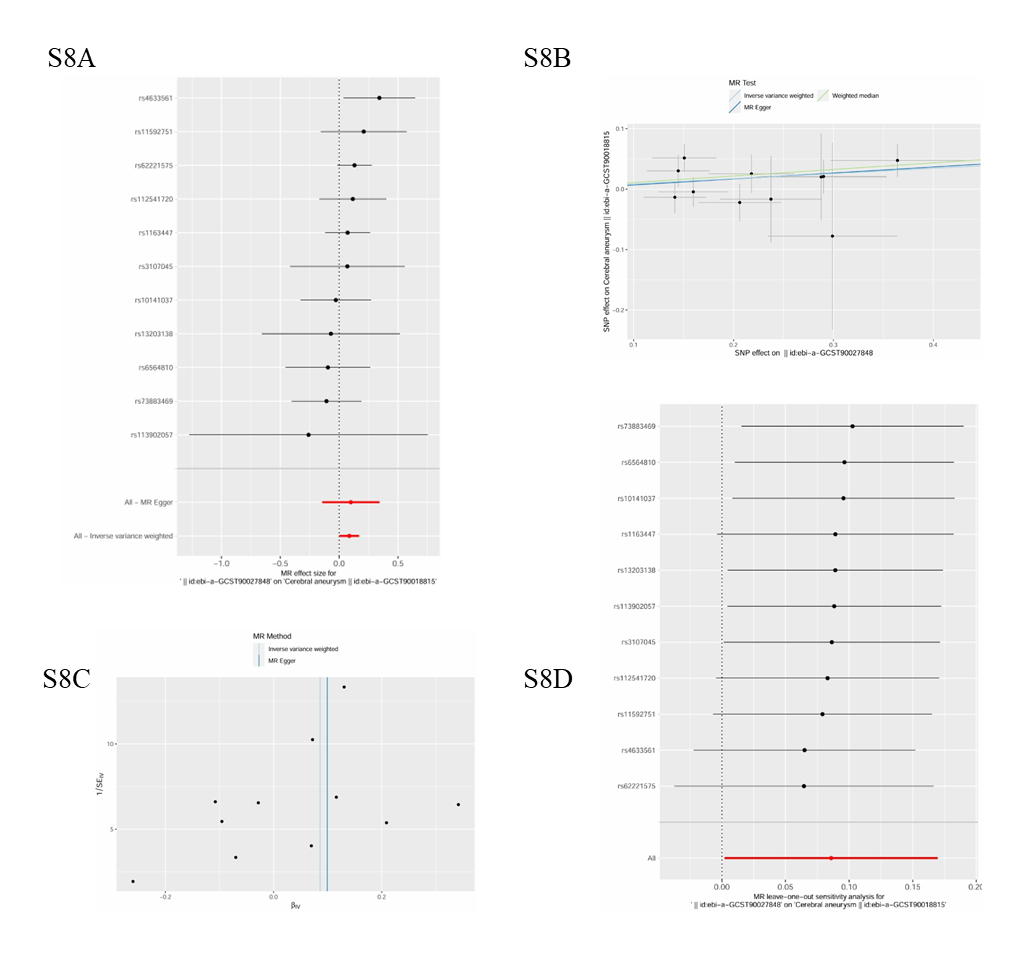 S8A
rs4633561
rs11592751
rs62221575
rs112541720
rs1163447
rs3107045
rs10141037
rs13203138
rs6564810
rs73883469
rs113902057
All − MR Egger
All − Inverse variance weighted
−1.0 −0.5 0.0 0.5
MR effect size for
' || id:ebi−a−GCST90027848' on 'Cerebral aneurysm || id:ebi−a−GCST90018815'
S8B
MR Test
Inverse variance weighted Weighted median
MR Egger
SNP effect on Cerebral aneurysm || id:ebi−a−GCST90018815
0.1
0.0
−0.1
−0.2
0.1 0.2 0.3 0.4
SNP effect on || id:ebi−a−GCST90027848
S8C
MR Method
Inverse variance weighted
MR Egger
1/SE_IV
10
5
−0.2 0.0 0.2
β_IV
S8D
rs73883469
rs6564810
rs10141037
rs1163447
rs13203138
rs113902057
rs3107045
rs112541720
rs11592751
rs4633561
rs62221575
All
0.00 0.05 0.10 0.15 0.20
MR leave−one−out sensitivity analysis for
' || id:ebi−a−GCST90027848' on 'Cerebral aneurysm || id:ebi−a−GCST90018815'